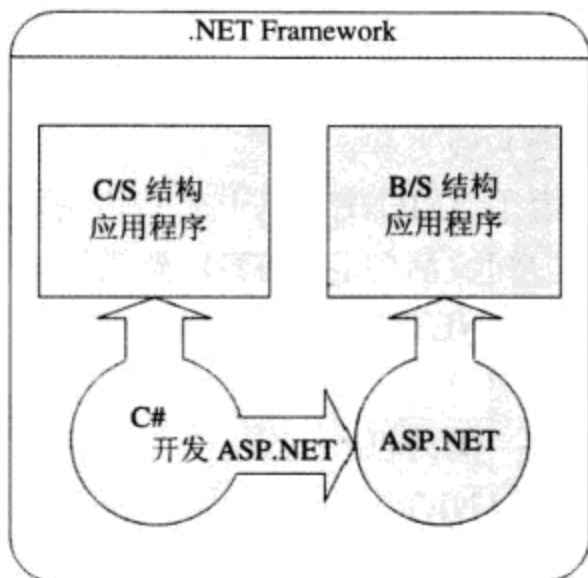 .NET Framework
C/S 结构
应用程序
B/S 结构
应用程序
C#
开发 ASP.NET
ASP.NET